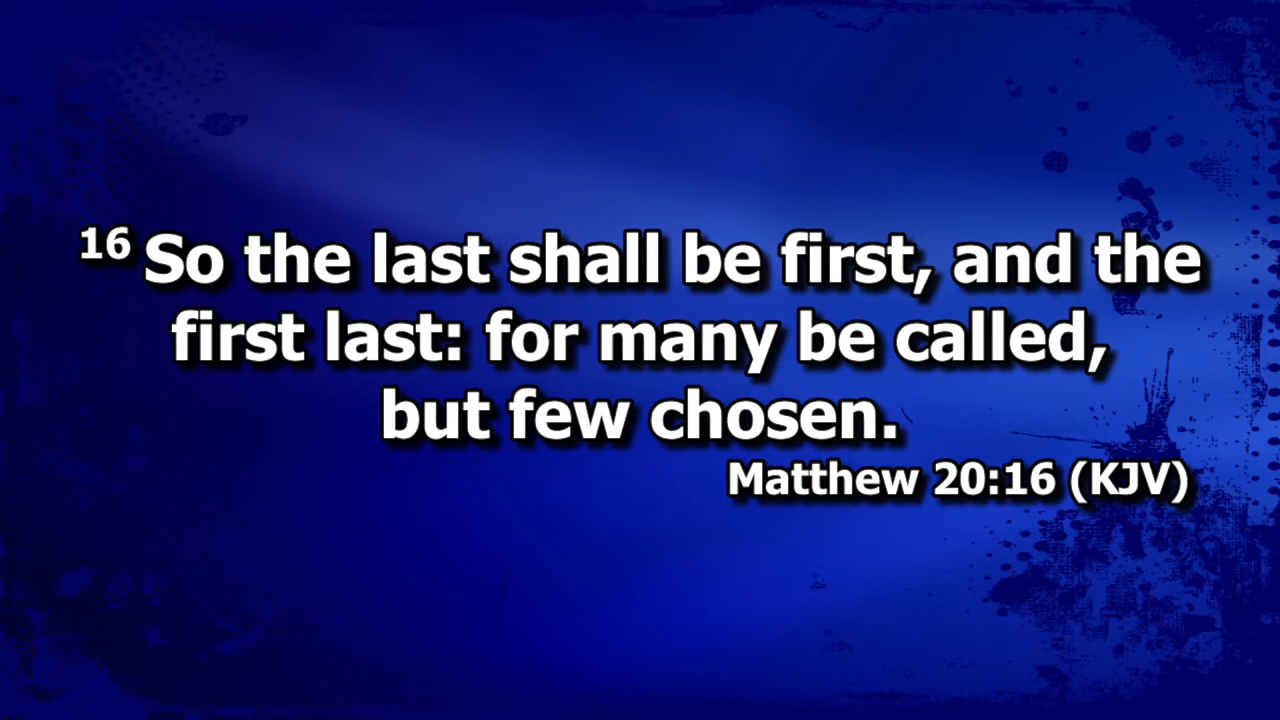 16 So the last shall be first, and the
first last: for many be called,
but few chosen.
Matthew 20:16 (KJV)